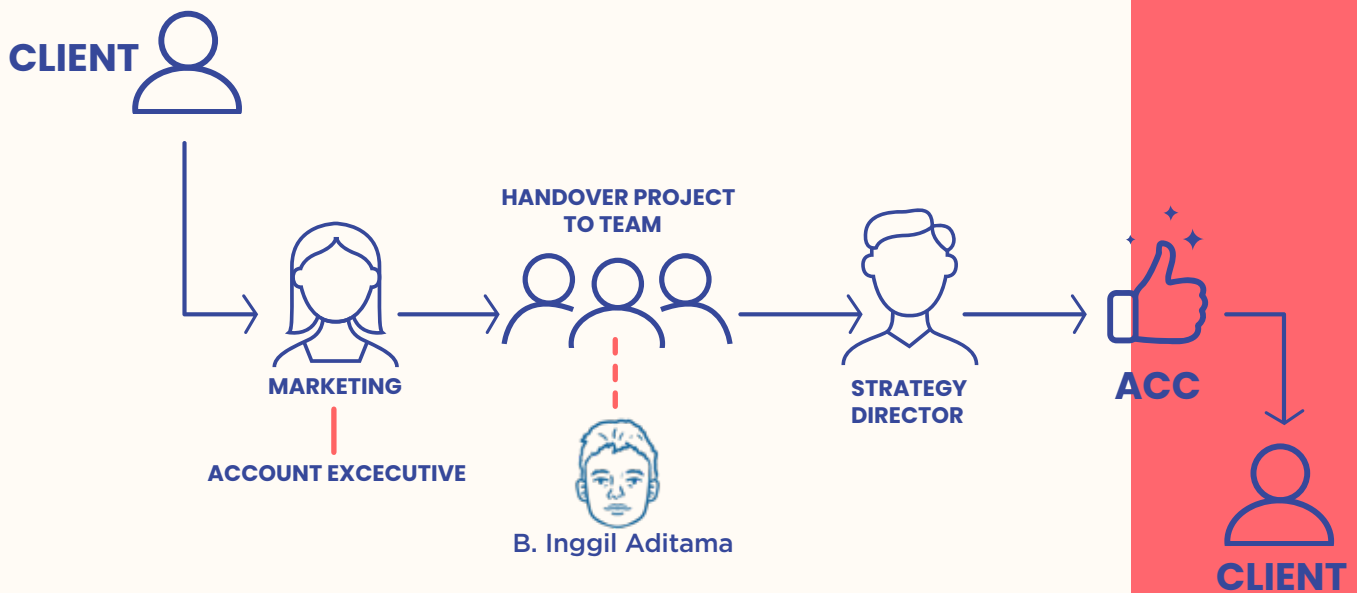 CLIENT
HANDOVER PROJECT
TO TEAM
MARKETING
ACCOUNT EXCECUTIVE
B. Inggil Aditama
STRATEGY
DIRECTOR
ACC
CLIENT